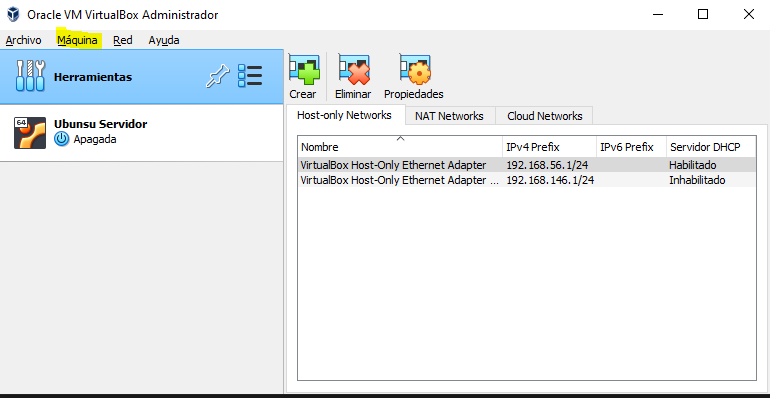 Oracle VM VirtualBox Administrador
Archivo Máquina Red Ayuda
Herramientas
64
Ubunsu Servidor
Apagada
Crear Eliminar Propiedades
Host-only Networks NAT Networks Cloud Networks
Nombre IPv4 Prefix IPv6 Prefix Servidor DHCP
VirtualBox Host-Only Ethernet Adapter 192.168.56.1/24 Habilitado
VirtualBox Host-Only Ethernet Adapter ... 192.168.146.1/24 Inhabilitado